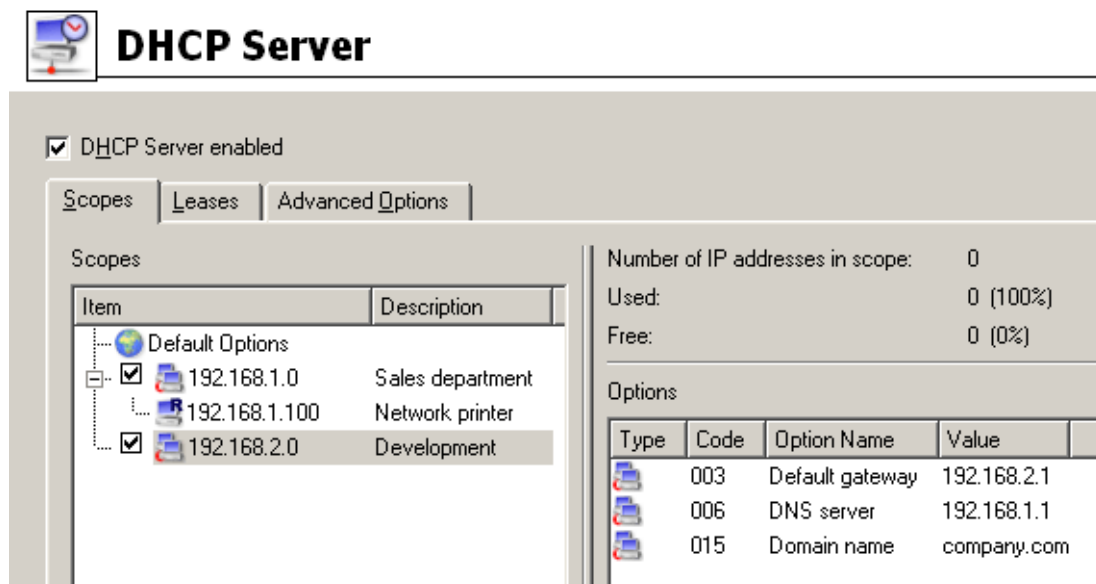 DHCP Server
DHCP Server enabled
Scopes Leases Advanced Options
Scopes
Item Description
Default Options
192.168.1.0 Sales department
R 192.168.1.100 Network printer
192.168.2.0 Development
Number of IP addresses in scope: 0
Used: 0 (100%)
Free: 0 (0%)
Options
Type Code Option Name Value
003 Default gateway 192.168.2.1
006 DNS server 192.168.1.1
015 Domain name company.com